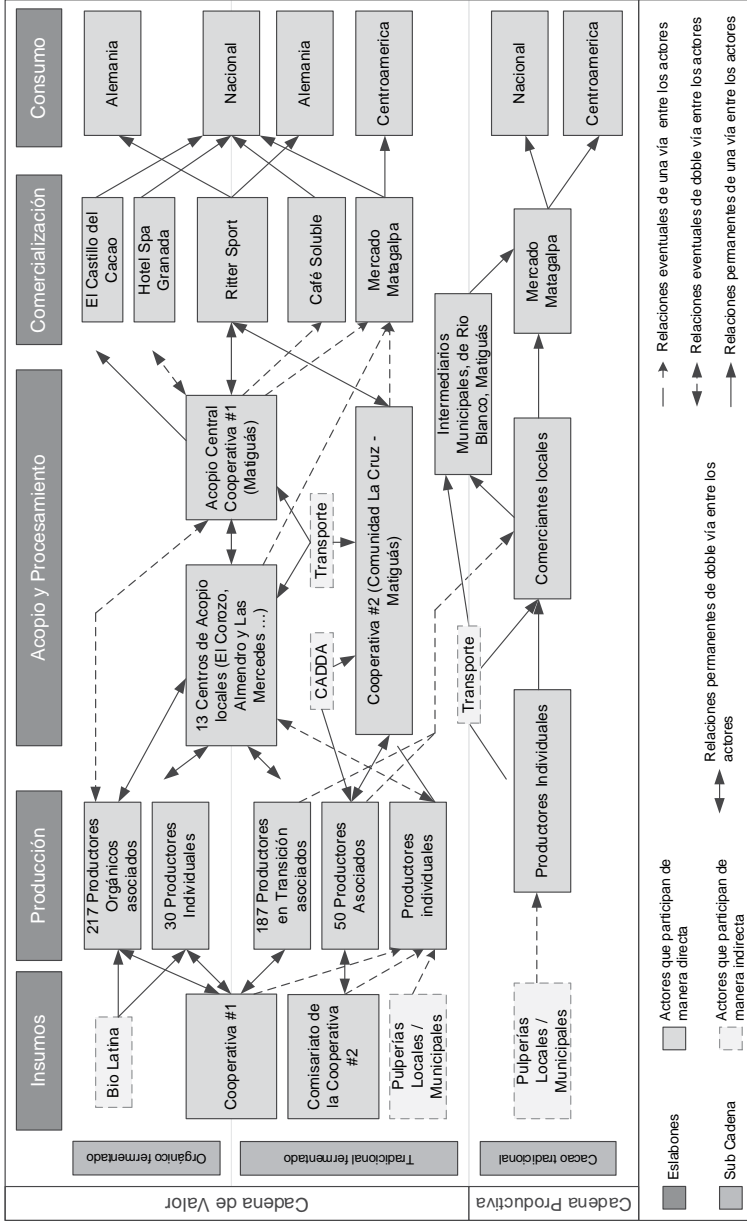 Insumos
Producción
Acopio y Procesamiento
Comercialización
Consumo
Cadena de Valor
Cadena Productiva
Orgánico fermentado
Tradicional fermentado
Cacao tradicional
Bio Latina
Cooperativa #1
Comisariato de
la Cooperativa
#2
Pulperías
Locales /
Municipales
217 Productores
Orgánicos
asociados
30 Productores
Individuales
187 Productores
en Transición
asociados
50 Productores
Asociados
Productores
individuales
13 Centros de Acopio
locales (El Corozo,
Almendro y Las
Mercedes ...)
Acopio Central
Cooperativa #1
(Matiguás)
CADDA
Transporte
Cooperativa #2 (Comunidad La Cruz -
Matiguás)
El Castillo del
Cacao
Hotel Spa
Granada
Ritter Sport
Café Soluble
Mercado
Matagalpa
Alemania
Nacional
Alemania
Centroamerica
Pulperías
Locales /
Municipales
Productores Individuales
Transporte
Comerciantes locales
Intermediarios
Municipales, de Rio
Blanco, Matiguás
Mercado
Matagalpa
Nacional
Centroamerica
Eslabones
Sub Cadena
Actores que participan de
manera directa
Actores que participan de
manera indirecta
Relaciones permanentes de doble vía entre los
actores
Relaciones eventuales de una vía entre los actores
Relaciones eventuales de doble vía entre los actores
Relaciones permanentes de una vía entre los actores